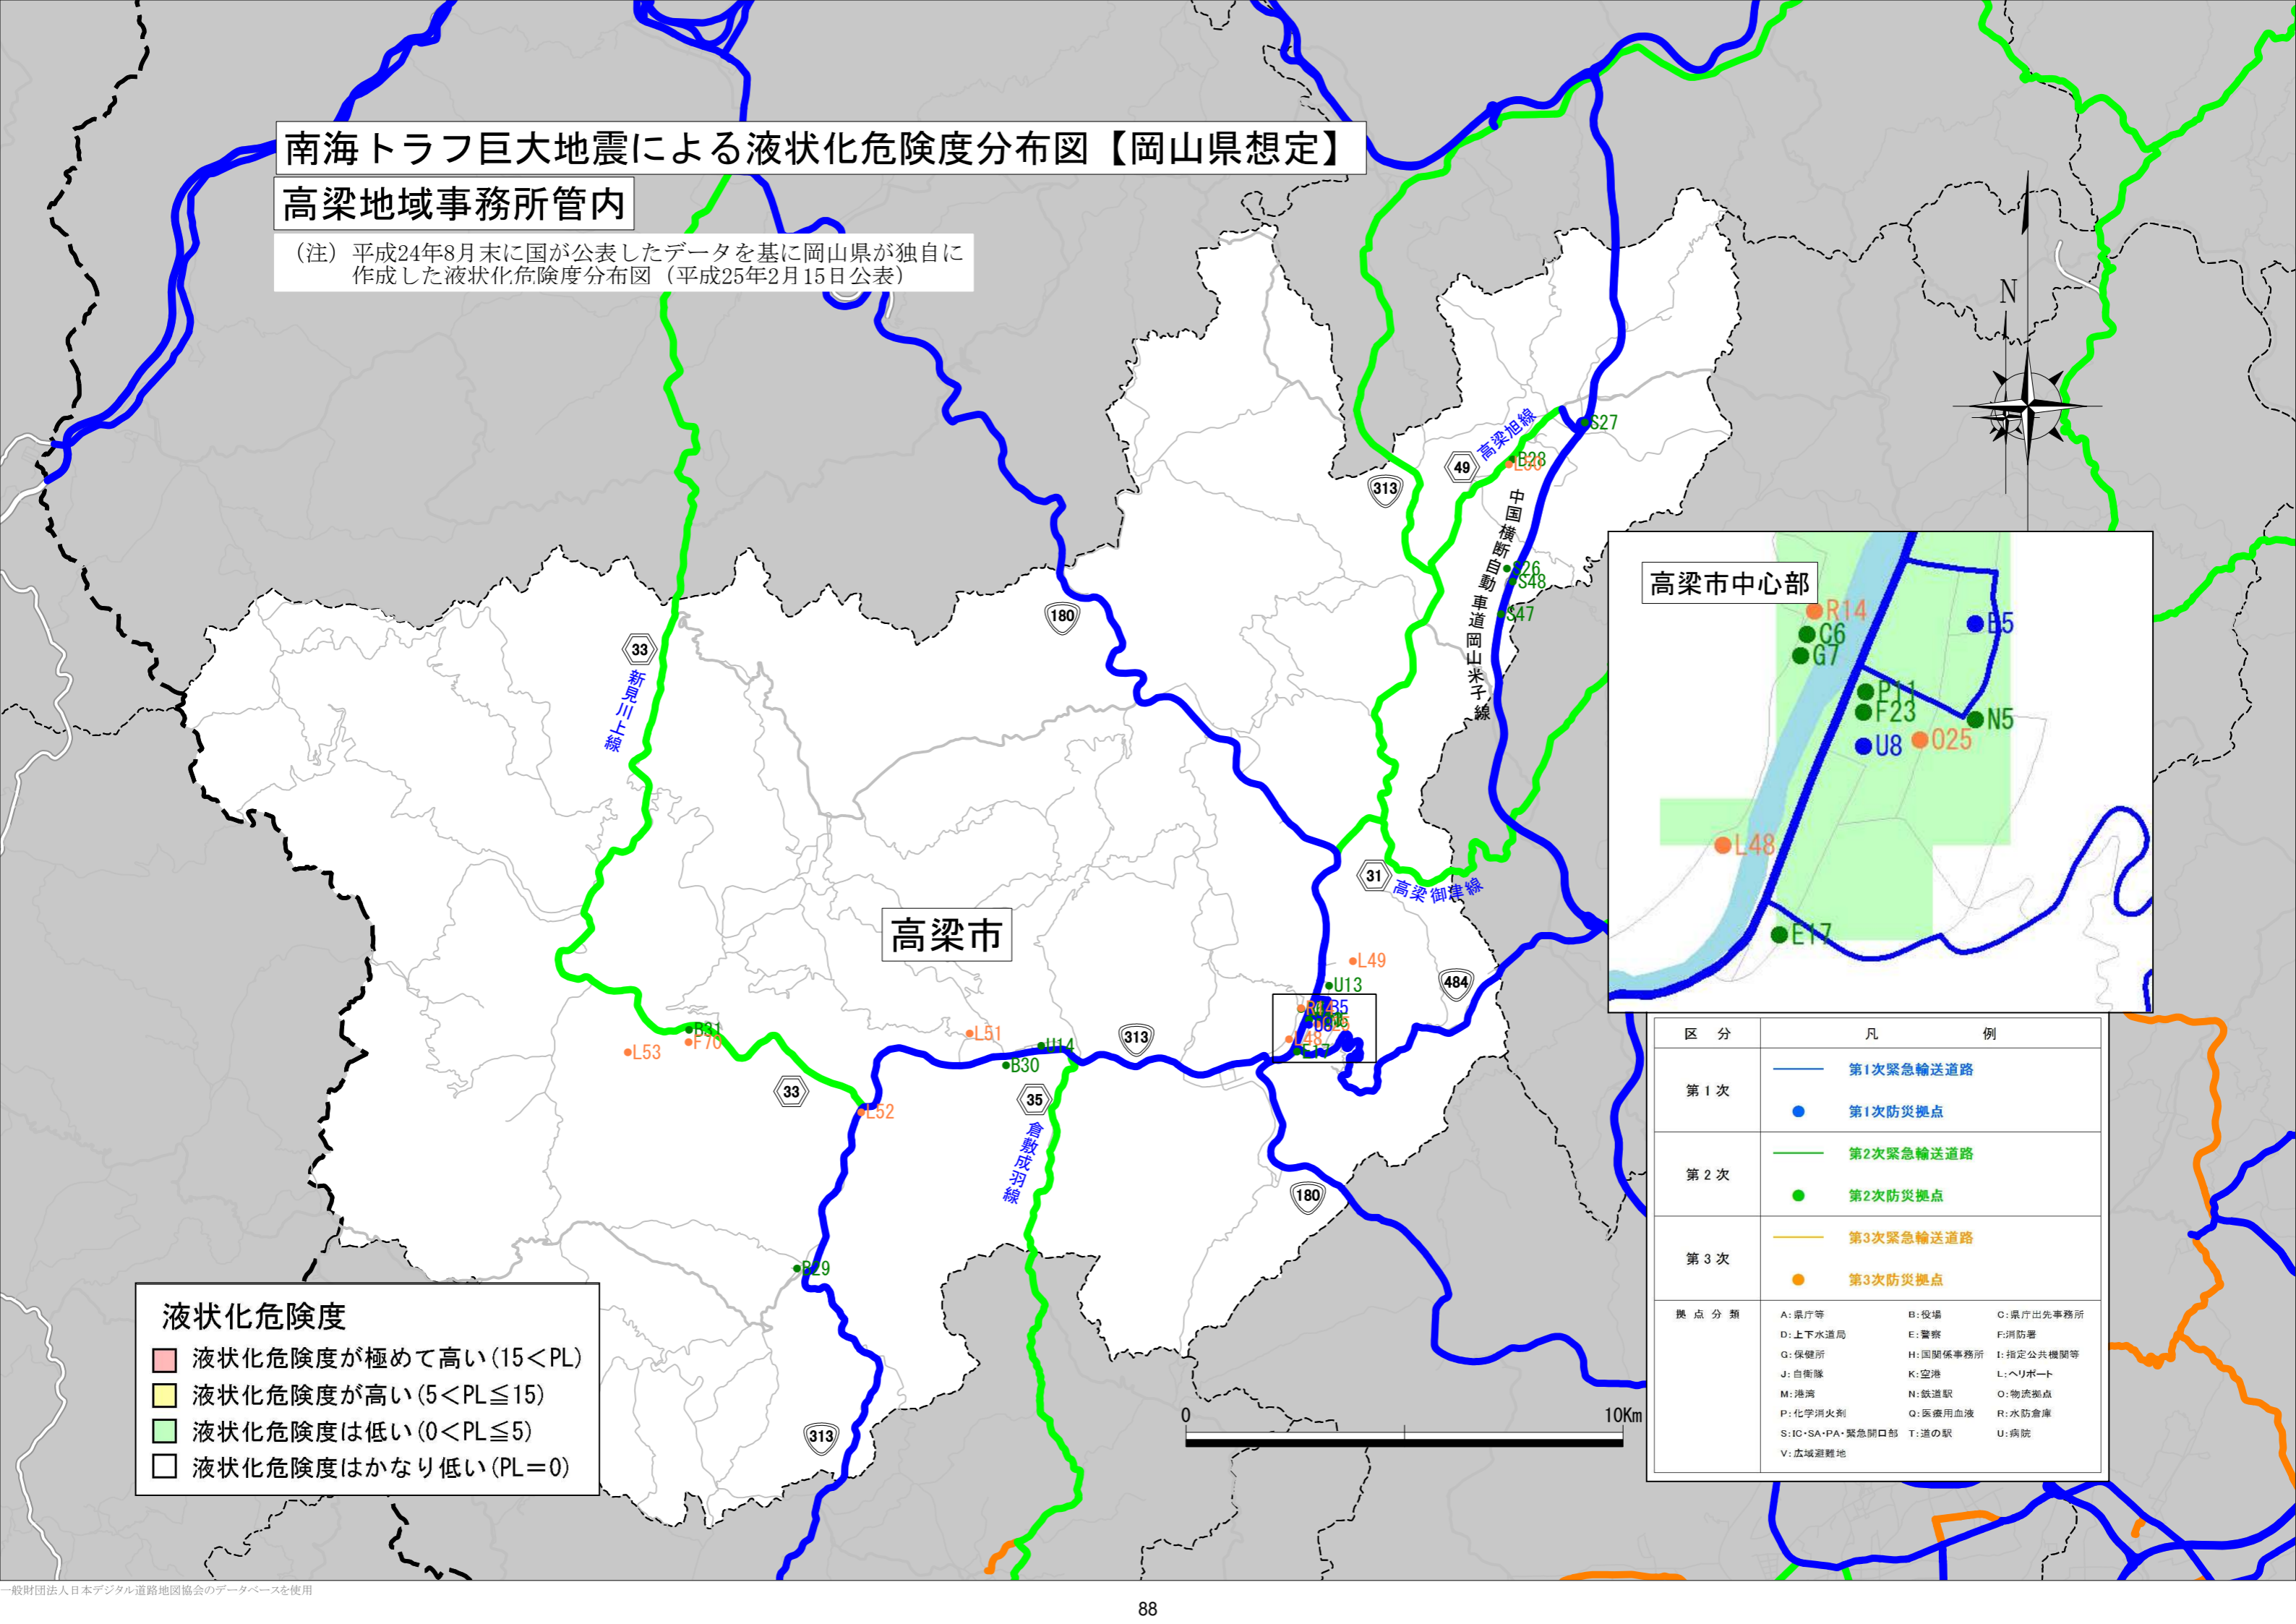 南海トラフ巨大地震による液状化危険度分布図【岡山県想定】
高梁地域事務所管内
（注）平成24年8月末に国が公表したデータを基に岡山県が独自に
作成した液状化危険度分布図（平成25年2月15日公表）
N
S27
高梁旭線
49
B28
313
中国横断自動車道岡山米子線
S26
S48
S47
180
33
新見川上線
高梁市中心部
R14
C6
G7
B5
P11
F23
N5
U8
O25
L48
E17
31
高梁御津線
高梁市
L49
484
U13
B5
U8
L48
E17
B31
F70
L53
L51
U14
B30
313
33
35
L52
倉敷成羽線
180
B29
313
0
10Km
液状化危険度
液状化危険度が極めて高い(15＜PL)
液状化危険度が高い(5＜PL≦15)
液状化危険度は低い(0＜PL≦5)
液状化危険度はかなり低い(PL＝0)
区 分 凡 例
第1次
第1次緊急輸送道路
第1次防災拠点
第2次
第2次緊急輸送道路
第2次防災拠点
第3次
第3次緊急輸送道路
第3次防災拠点
拠点分類
A:県庁等 B:役場 C:県庁出先事務所
D:上下水道局 E:警察 F:消防署
G:保健所 H:国関係事務所 I:指定公共機関等
J:自衛隊 K:空港 L:ヘリポート
M:港湾 N:鉄道駅 O:物流拠点
P:化学消火剤 Q:医療用血液 R:水防倉庫
S:IC・SA・PA・緊急開口部 T:道の駅 U:病院
V:広域避難地
一般財団法人日本デジタル道路地図協会のデータベースを使用
88